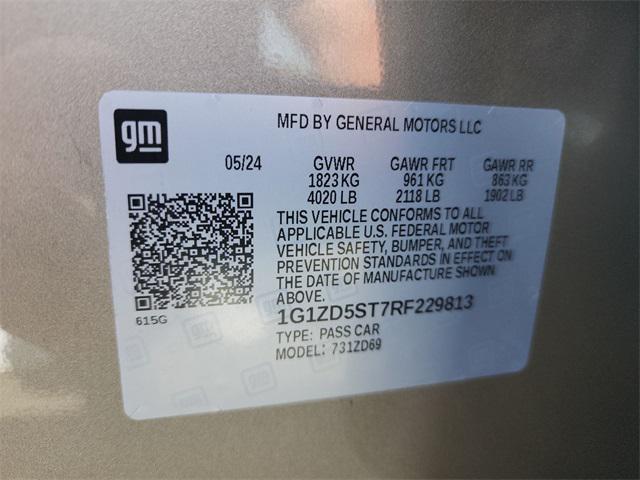 gm
MFD BY GENERAL MOTORS LLC
05/24 GVWR GAWR FRT GAWR RR
1823 KG 961 KG 863 KG
4020 LB 2118 LB 1902 LB
THIS VEHICLE CONFORMS TO ALL
APPLICABLE U.S. FEDERAL MOTOR
VEHICLE SAFETY, BUMPER, AND THEFT
PREVENTION STANDARDS IN EFFECT ON
THE DATE OF MANUFACTURE SHOWN
ABOVE.
615G
1G1ZD5ST7RF229813
TYPE: PASS CAR
MODEL: 731ZD69